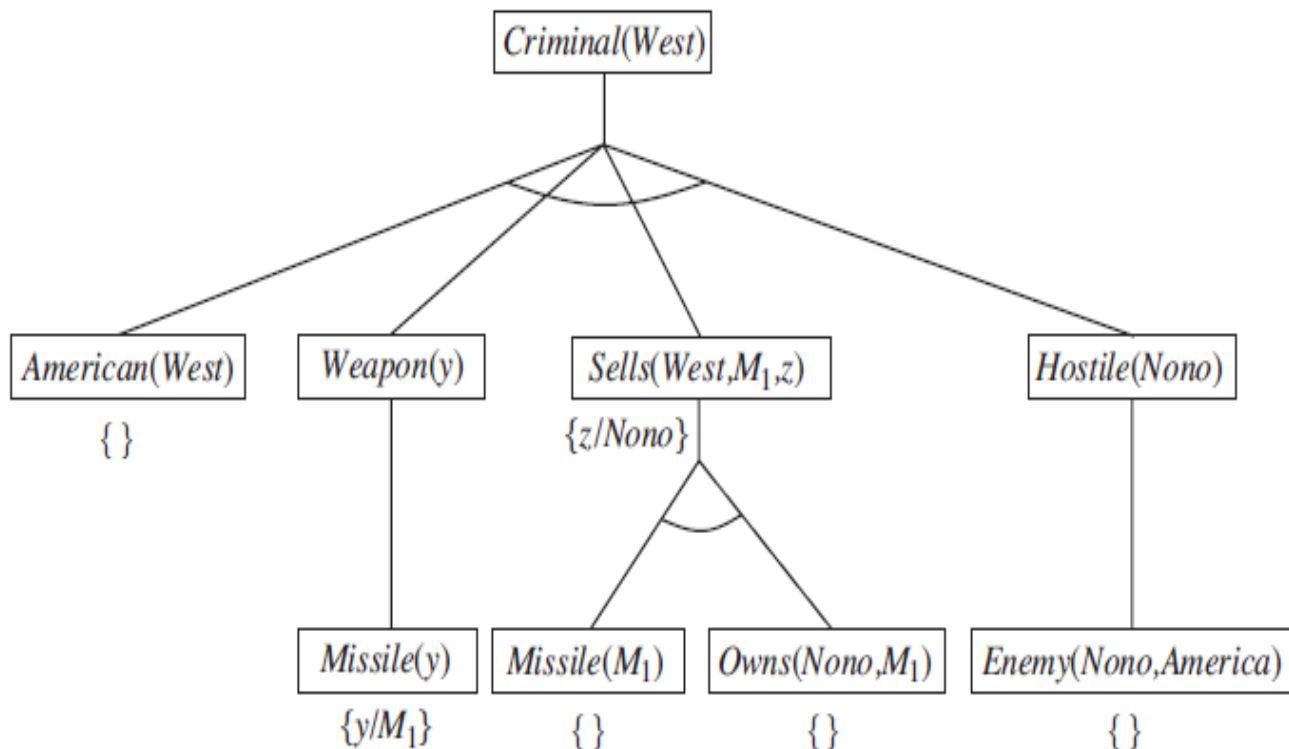 Criminal(West)
American(West) Weapon(y) Sells(West,M₁,z) Hostile(Nono)
{ } {z/Nono}
Missile(y) Missile(M₁) Owns(Nono,M₁) Enemy(Nono,America)
{y/M₁} { } { } { }